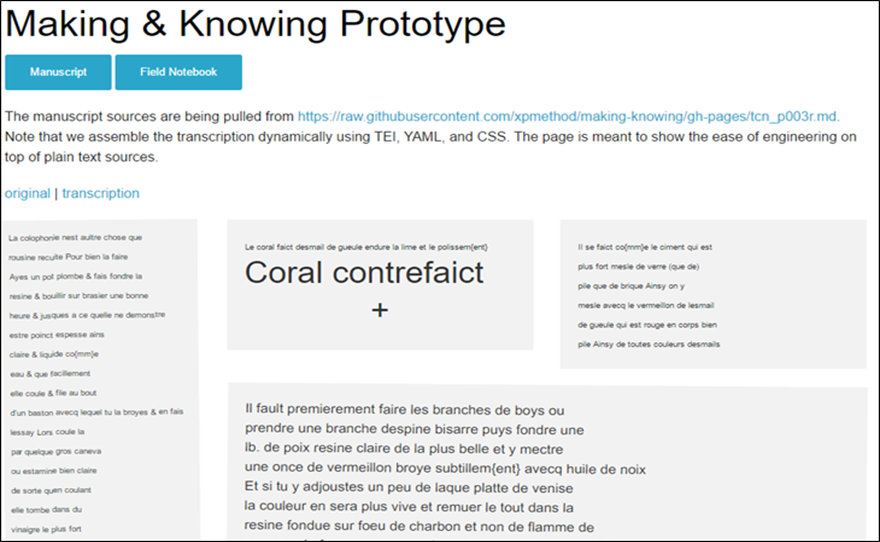 Making & Knowing Prototype
Manuscript Field Notebook
The manuscript sources are being pulled from https://raw.githubusercontent.com/xpmethod/making-knowing/gh-pages/tcn_p003r.md.
Note that we assemble the transcription dynamically using TEI, YAML, and CSS. The page is meant to show the ease of engineering on
top of plain text sources.
original | transcription
La colophonie nest aultre chose que
rousine recuite Pour bien la faire
Ayes un pot plombe & fais fondre la
resine & bouillir sur brasier une bonne
heure & jusques a ce quelle ne demonstre
estre poinct espesse ains
claire & liquide co{mm}e
eau & que facillement
elle coule & file au bout
d'un baston avecq lequel tu la broyes & en fais
lessay Lors coule la
par quelque gros caneva
ou estamine bien claire
de sorte quen coulant
elle tombe dans du
vinaigre le plus fort
Le coral faict desmail de gueule endure la lime et le polissem{ent}
Coral contrefaict
+
Il se faict co{mm}e le ciment qui est
plus fort mesle de verre (que de)
pile que de brique Ainsy on y
mesle avecq le vermeillon de lesmail
de gueule qui est rouge en corps bien
pile Ainsy de toutes couleurs desmails
Il fault premierement faire les branches de boys ou
prendre une branche despine bisarre puys fondre une
lb. de poix resine claire de la plus belle et y mectre
une once de vermeillon broye subtillem{ent} avecq huile de noix
Et si tu y adjoustes un peu de laque platte de venise
la couleur en sera plus vive et remuer le tout dans la
resine fondue sur foeu de charbon et non de flamme de